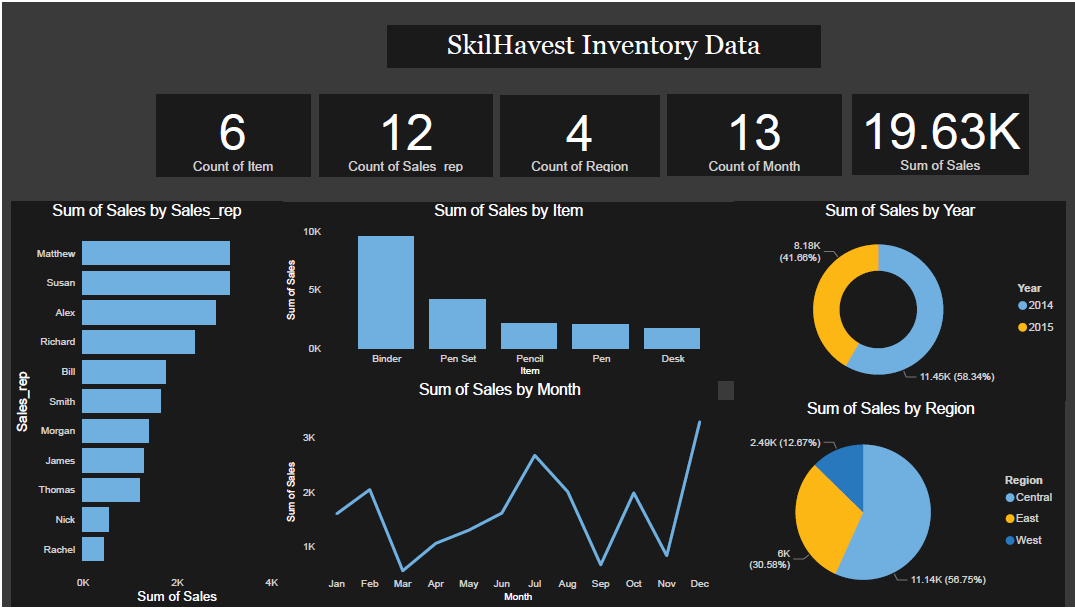 SkilHavest Inventory Data
6
Count of Item
12
Count of Sales_rep
4
Count of Region
13
Count of Month
19.63K
Sum of Sales
Sum of Sales by Sales_rep
Sales_rep
Matthew
Susan
Alex
Richard
Bill
Smith
Morgan
James
Thomas
Nick
Rachel
0K 2K 4K
Sum of Sales
Sum of Sales by Item
Sum of Sales
10K
5K
0K
Binder Pen Set Pencil Pen Desk
Item
Sum of Sales by Month
Sum of Sales
3K
2K
1K
Jan Feb Mar Apr May Jun Jul Aug Sep Oct Nov Dec
Month
Sum of Sales by Year
8.18K
(41.66%)
11.45K (58.34%)
Year
2014
2015
Sum of Sales by Region
2.49K (12.67%)
6K
(30.58%)
11.14K (56.75%)
Region
Central
East
West